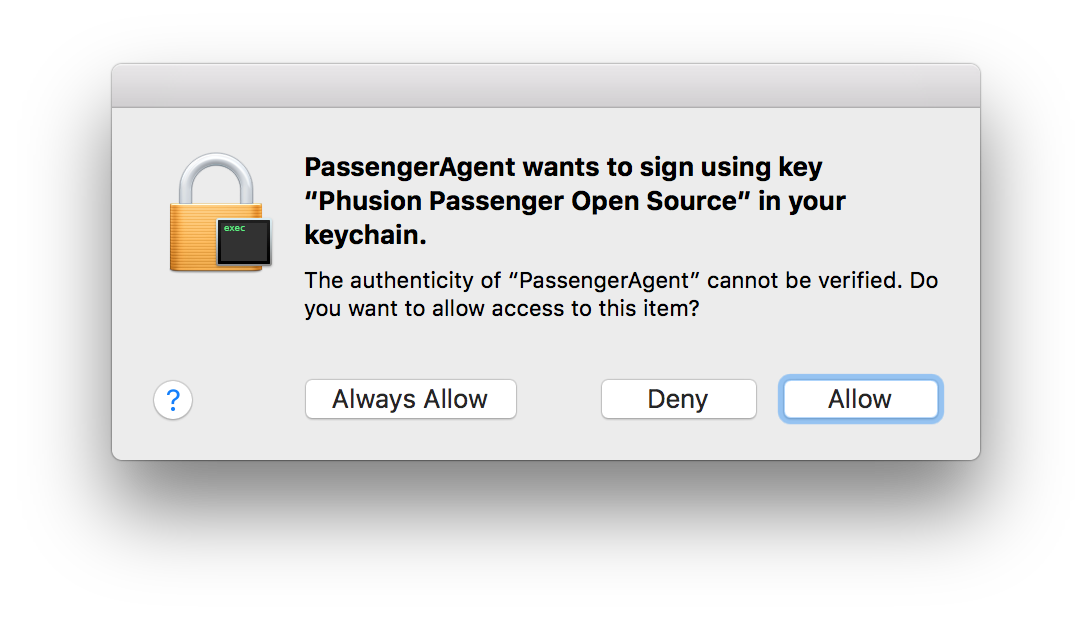 PassengerAgent wants to sign using key
“Phusion Passenger Open Source” in your
keychain.
exec
The authenticity of “PassengerAgent” cannot be verified. Do
you want to allow access to this item?
?
Always Allow
Deny
Allow